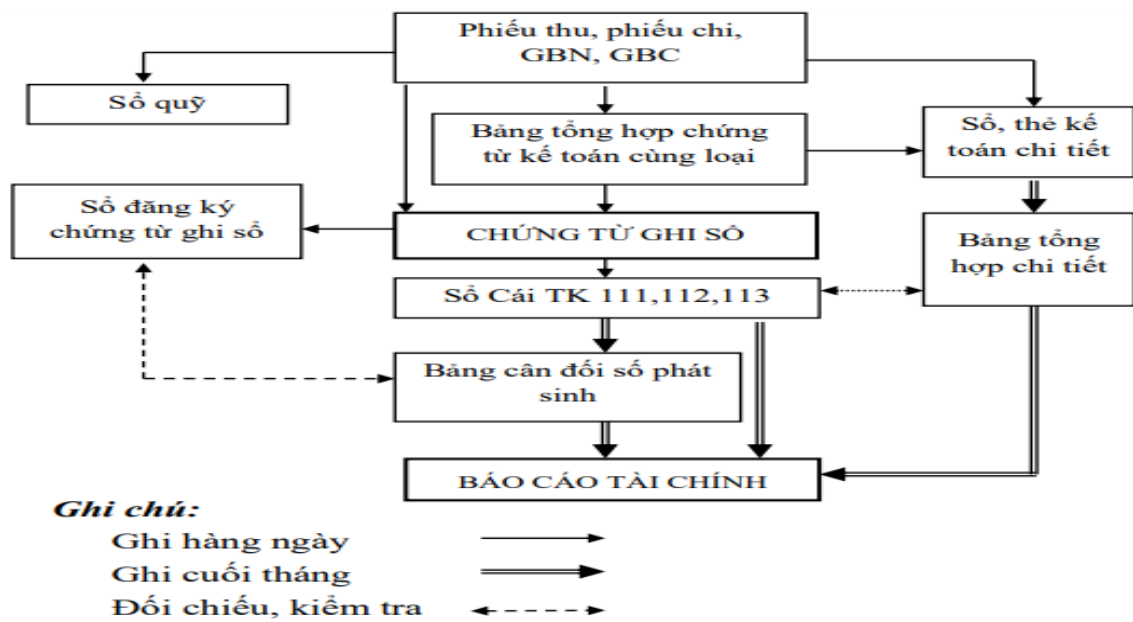 Phiếu thu, phiếu chi,
GBN, GBC
Sổ quỹ
Bảng tổng hợp chứng
từ kế toán cùng loại
Sổ, thẻ kế
toán chi tiết
Sổ đăng ký
chứng từ ghi sổ
CHỨNG TỪ GHI SỔ
Bảng tổng
hợp chi tiết
Sổ Cái TK 111,112,113
Bảng cân đối số phát
sinh
BÁO CÁO TÀI CHÍNH
Ghi chú:
Ghi hàng ngày
Ghi cuối tháng
Đối chiếu, kiểm tra